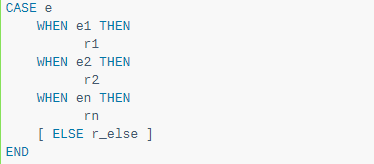 CASE e
WHEN e1 THEN
r1
WHEN e2 THEN
r2
WHEN en THEN
rn
[ ELSE r_else ]
END